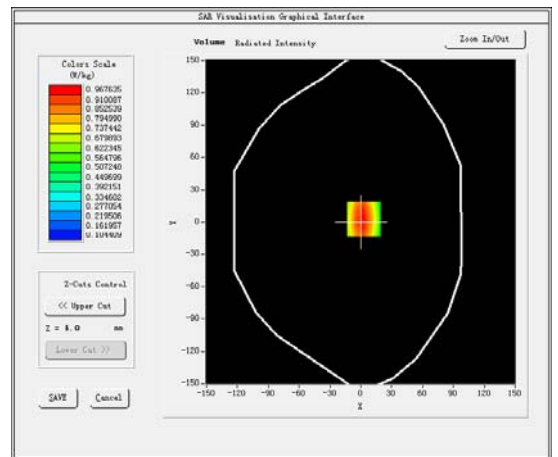 SAR Visualisation Graphical Interface
Volume Radiated Intensity
Zoom In/Out
Colors Scale
(W/kg)
0.967635
0.910087
0.852539
0.794990
0.737442
0.679893
0.622345
0.564796
0.507248
0.449699
0.392151
0.334602
0.277054
0.219506
0.161957
0.104409
Z-Cuts Control
<< Upper Cut
Z = 4.0 mm
Lower Cut >>
SAVE Cancel
150
120
90
60
30
0
-30
-60
-90
-120
-150
Y
-150 -120 -90 -60 -30 0 30 60 90 120 150
X